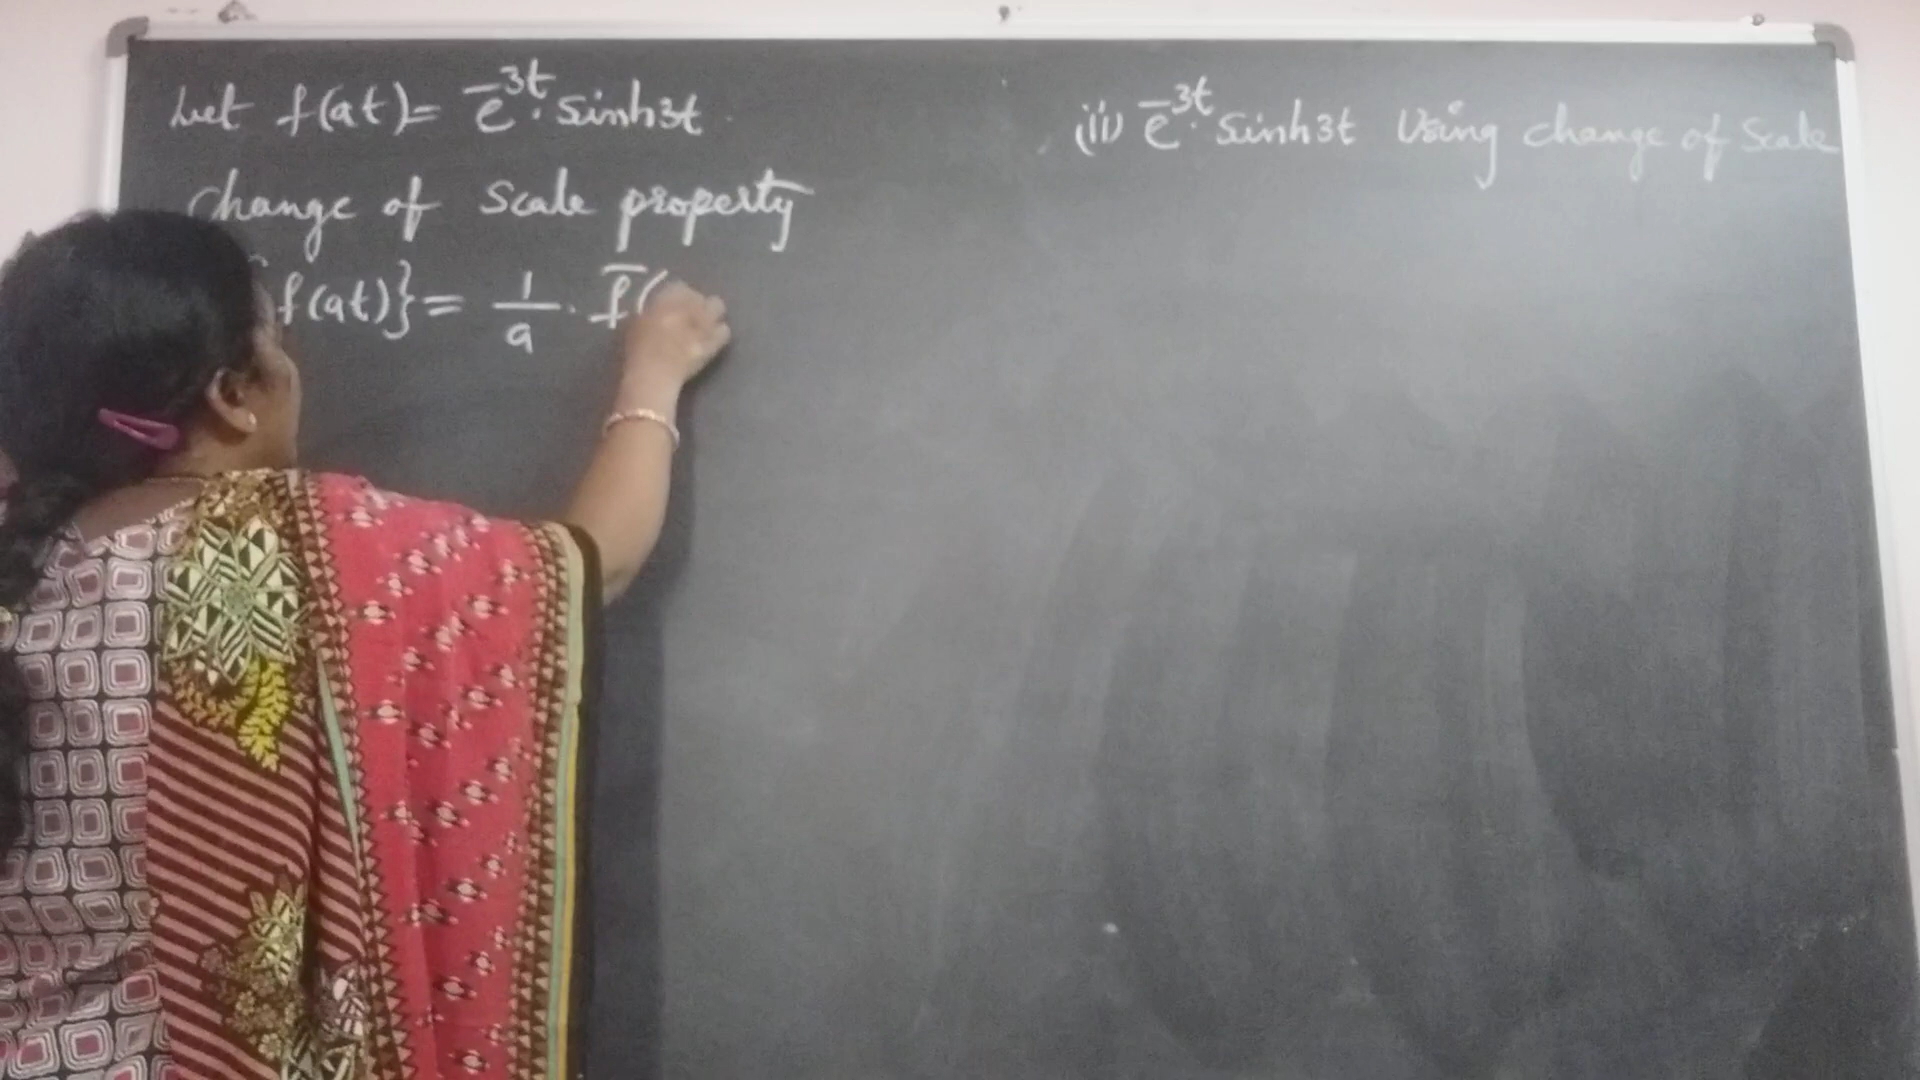 Let f(at) = e⁻³ᵗ. Sinh3t
change of Scale property
f(at)} = 1/a . f̄(
(ii) e⁻³ᵗ. Sinh3t Using change of Scale